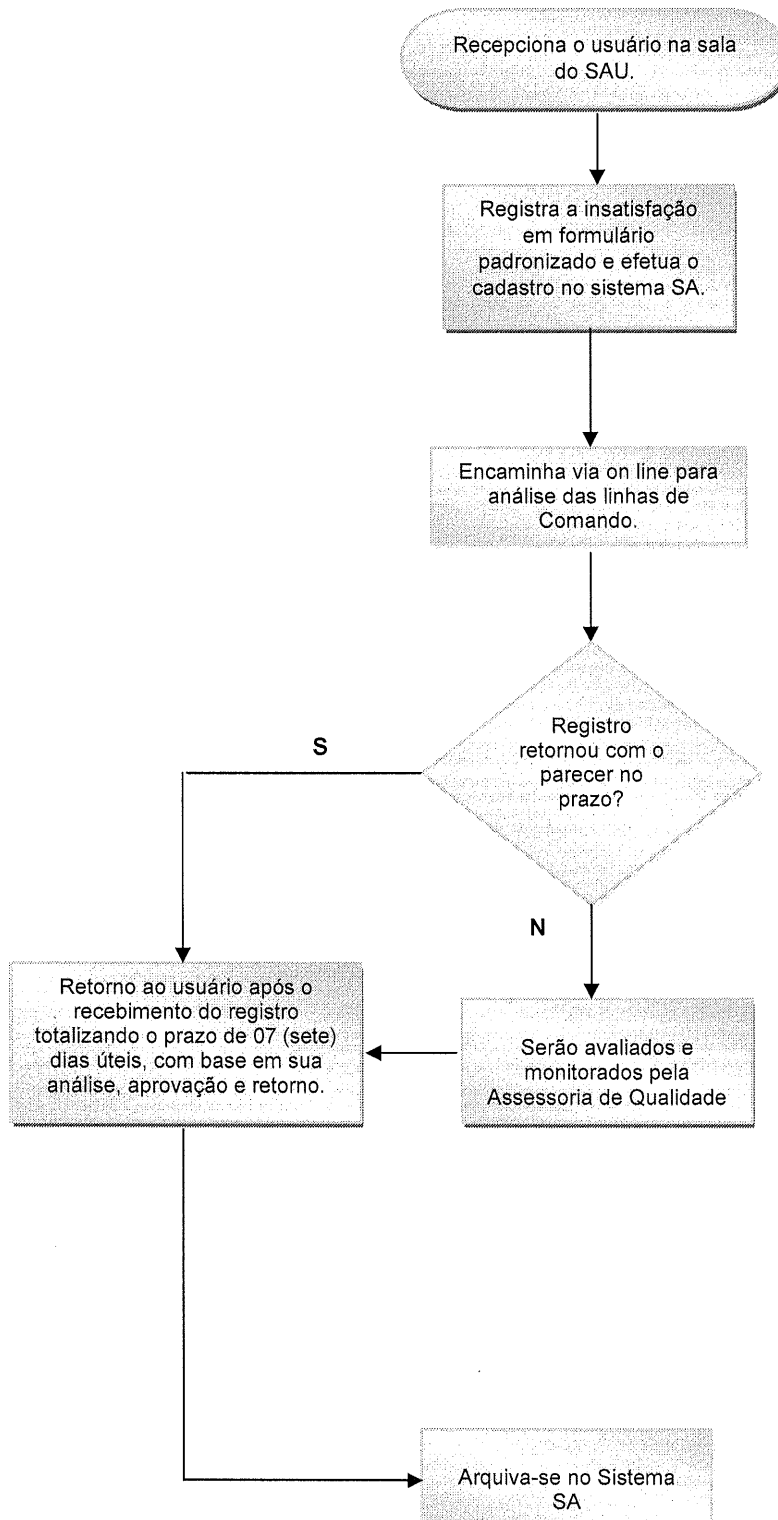 Recepciona o usuário na sala
do SAU.
Registra a insatisfação
em formulário
padronizado e efetua o
cadastro no sistema SA.
Encaminha via on line para
análise das linhas de
Comando.
Registro
retornou com o
parecer no
prazo?
S
N
Retorno ao usuário após o
recebimento do registro
totalizando o prazo de 07 (sete)
dias úteis, com base em sua
análise, aprovação e retorno.
Serão avaliados e
monitorados pela
Assessoria de Qualidade
Arquiva-se no Sistema
SA